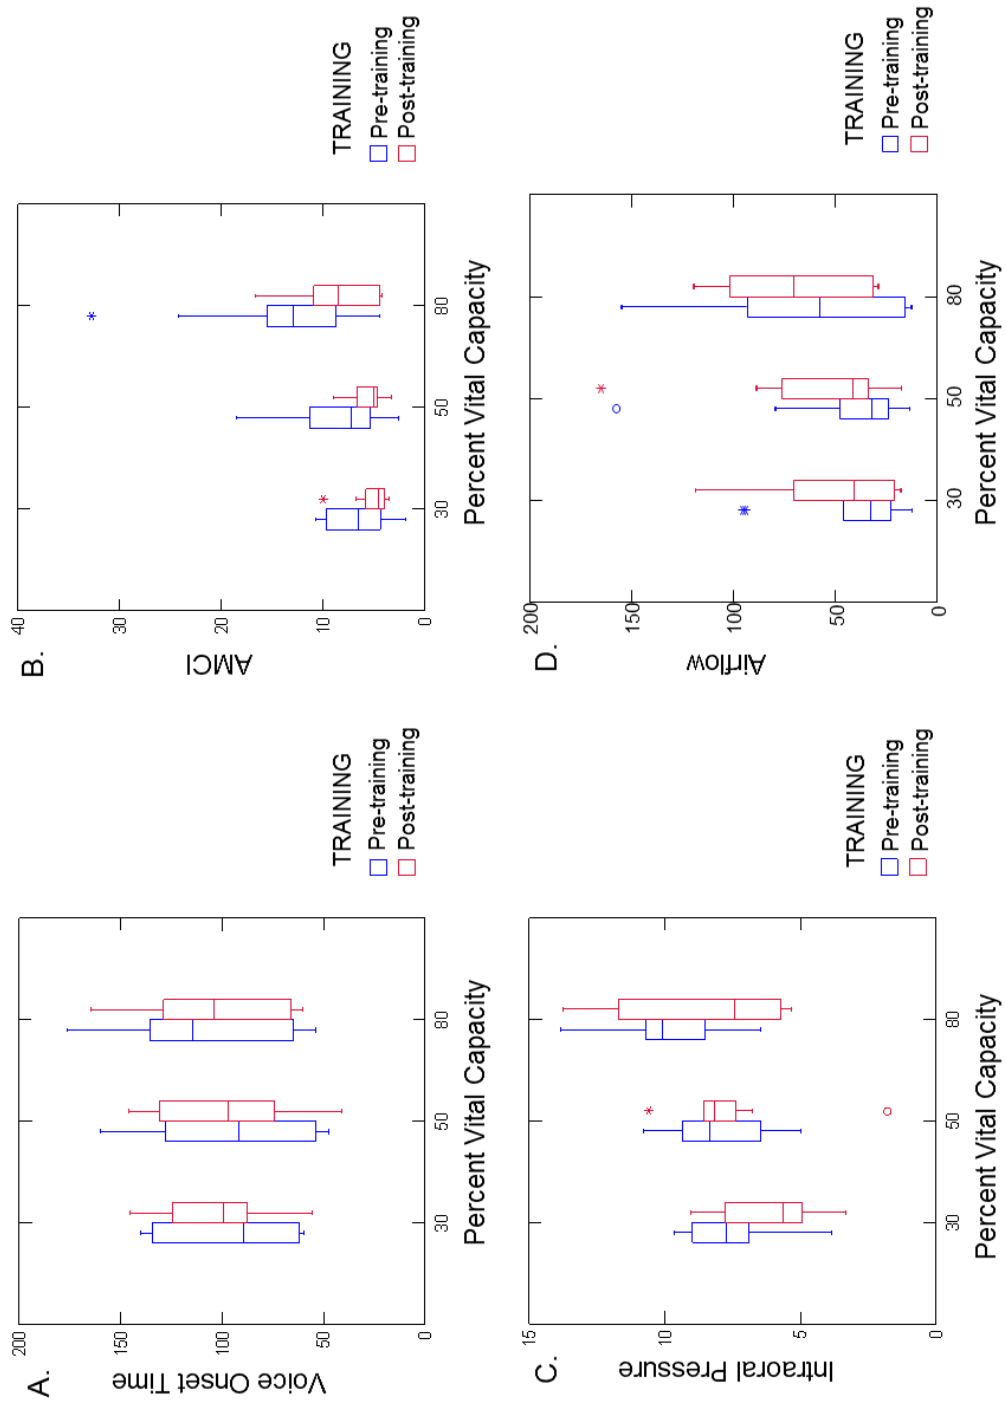 A.
Voice Onset Time
200
150
100
50
0
30
50
80
Percent Vital Capacity
TRAINING
Pre-training
Post-training
B.
AMCI
40
30
20
10
0
30
50
80
Percent Vital Capacity
TRAINING
Pre-training
Post-training
C.
Intraoral Pressure
15
10
5
0
30
50
80
Percent Vital Capacity
TRAINING
Pre-training
Post-training
D.
Airflow
200
150
100
50
0
30
50
80
Percent Vital Capacity
TRAINING
Pre-training
Post-training